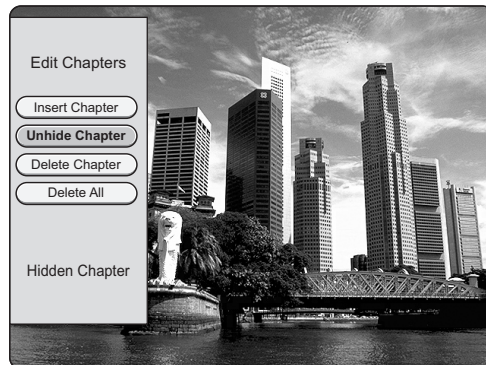 Edit Chapters
Insert Chapter
Unhide Chapter
Delete Chapter
Delete All
Hidden Chapter